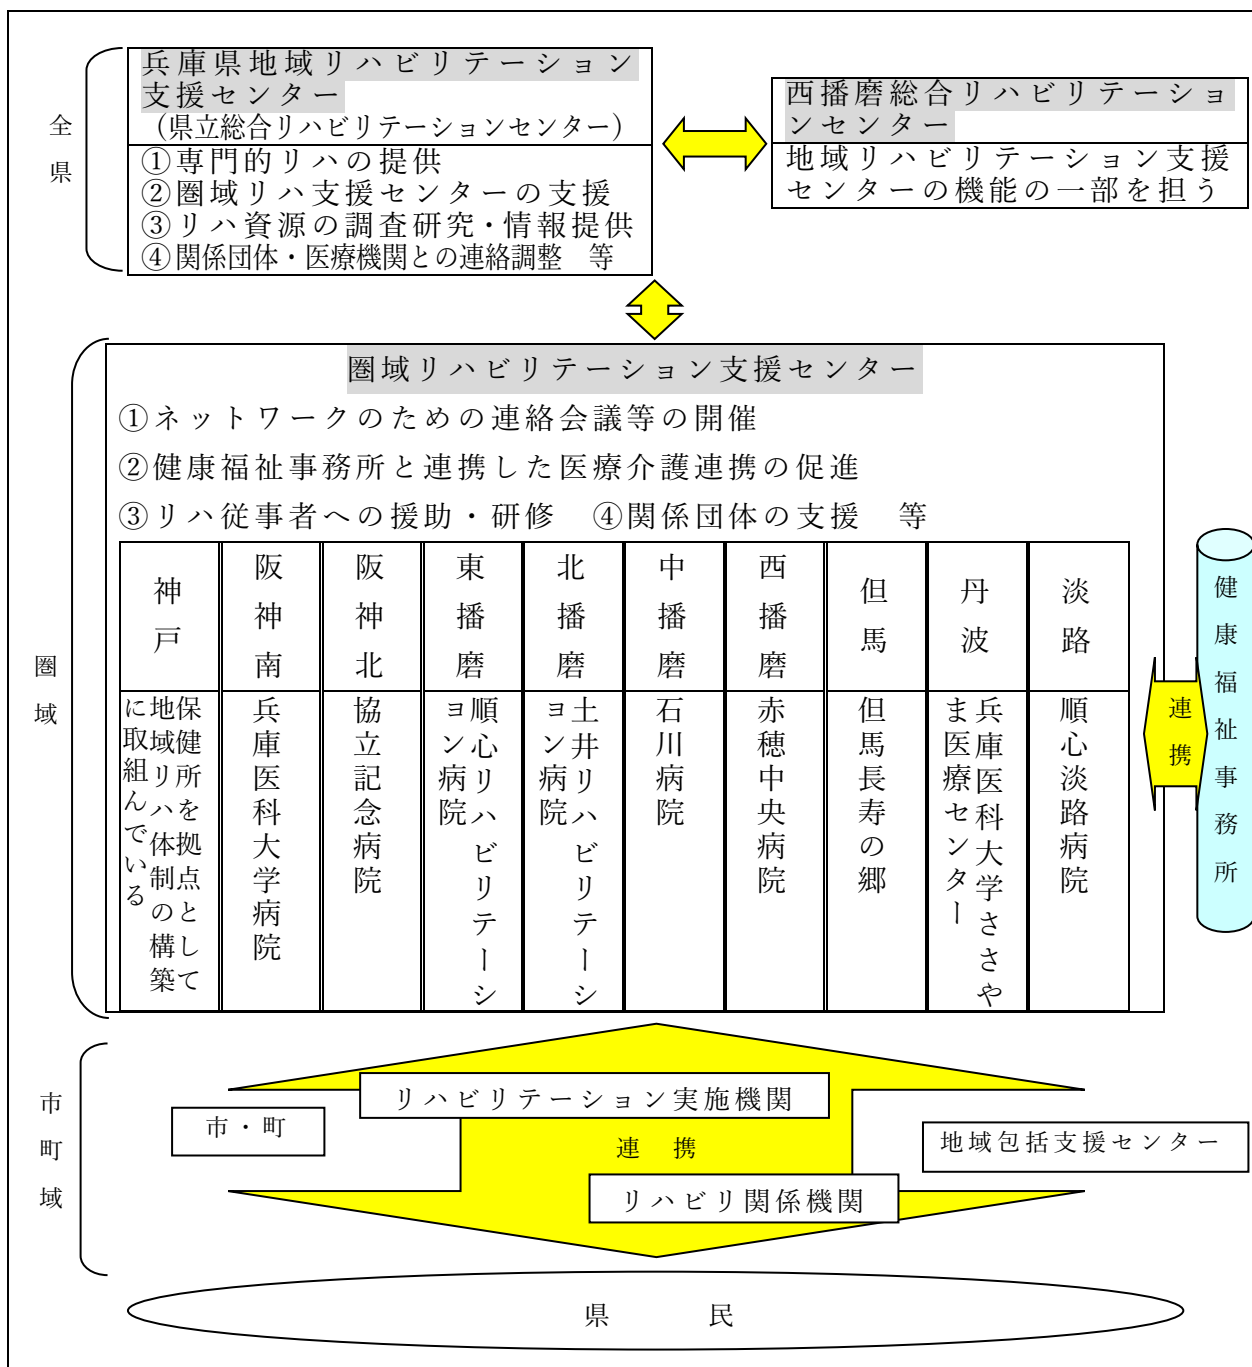 全県
兵庫県地域リハビリテーション
支援センター
（県立総合リハビリテーションセンター）
①専門的リハの提供
②圏域リハ支援センターの支援
③リハ資源の調査研究・情報提供
④関係団体・医療機関との連絡調整　等
西播磨総合リハビリテーショ
ンセンター
地域リハビリテーション支援
センターの機能の一部を担う
圏域
圏域リハビリテーション支援センター
①ネットワークのための連絡会議等の開催
②健康福祉事務所と連携した医療介護連携の促進
③リハ従事者への援助・研修　④関係団体の支援　等
神戸
保健所を拠点として
地域リハ体制の構築
に取組んでいる
阪神南
兵庫医科大学病院
阪神北
協立記念病院
東播磨
順心リハビリテーシ
ョン病院
北播磨
土井リハビリテーシ
ョン病院
中播磨
石川病院
西播磨
赤穂中央病院
但馬
但馬長寿の郷
丹波
兵庫医科大学ささや
ま医療センター
淡路
順心淡路病院
連携
健康福祉事務所
市町域
リハビリテーション実施機関
市・町
連　携
地域包括支援センター
リハビリ関係機関
県　　　民